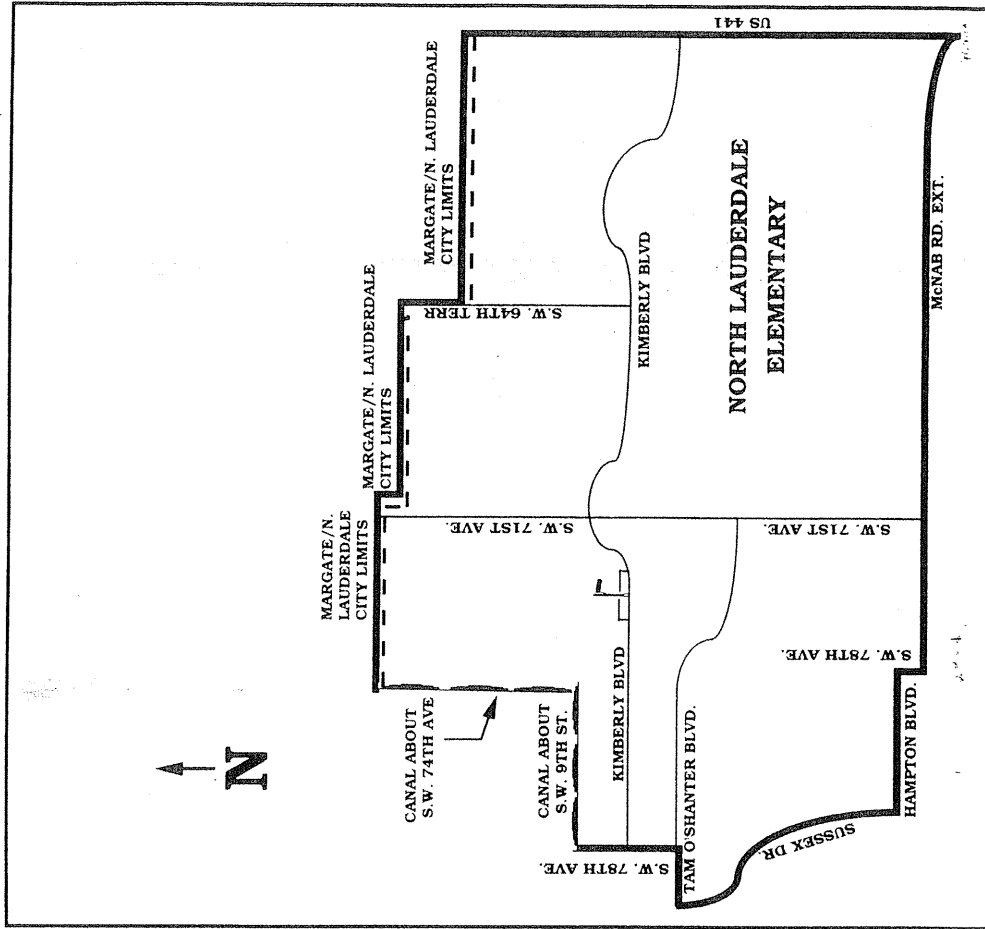 US 441
MARGATE/N. LAUDERDALE
CITY LIMITS
MARGATE/N. LAUDERDALE
CITY LIMITS
MARGATE/N.
LAUDERDALE
CITY LIMITS
S.W. 64TH TERR
KIMBERLY BLVD
NORTH LAUDERDALE
ELEMENTARY
McNAB RD. EXT.
S.W. 71ST AVE.
S.W. 71ST AVE.
S.W. 78TH AVE.
CANAL ABOUT
S.W. 74TH AVE
CANAL ABOUT
S.W. 9TH ST.
KIMBERLY BLVD
TAM O'SHANTER BLVD.
HAMPTON BLVD.
SUSSEX DR.
S.W. 78TH AVE.
N